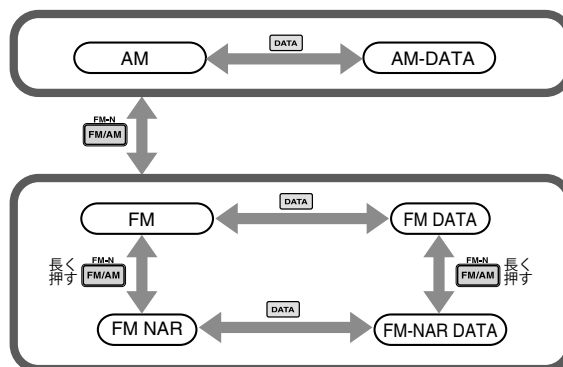 DATA
AM
AM-DATA
FM-N
FM/AM
DATA
FM
FM DATA
長く
押す
FM-N
FM/AM
FM-N
FM/AM
長く
押す
DATA
FM NAR
FM-NAR DATA